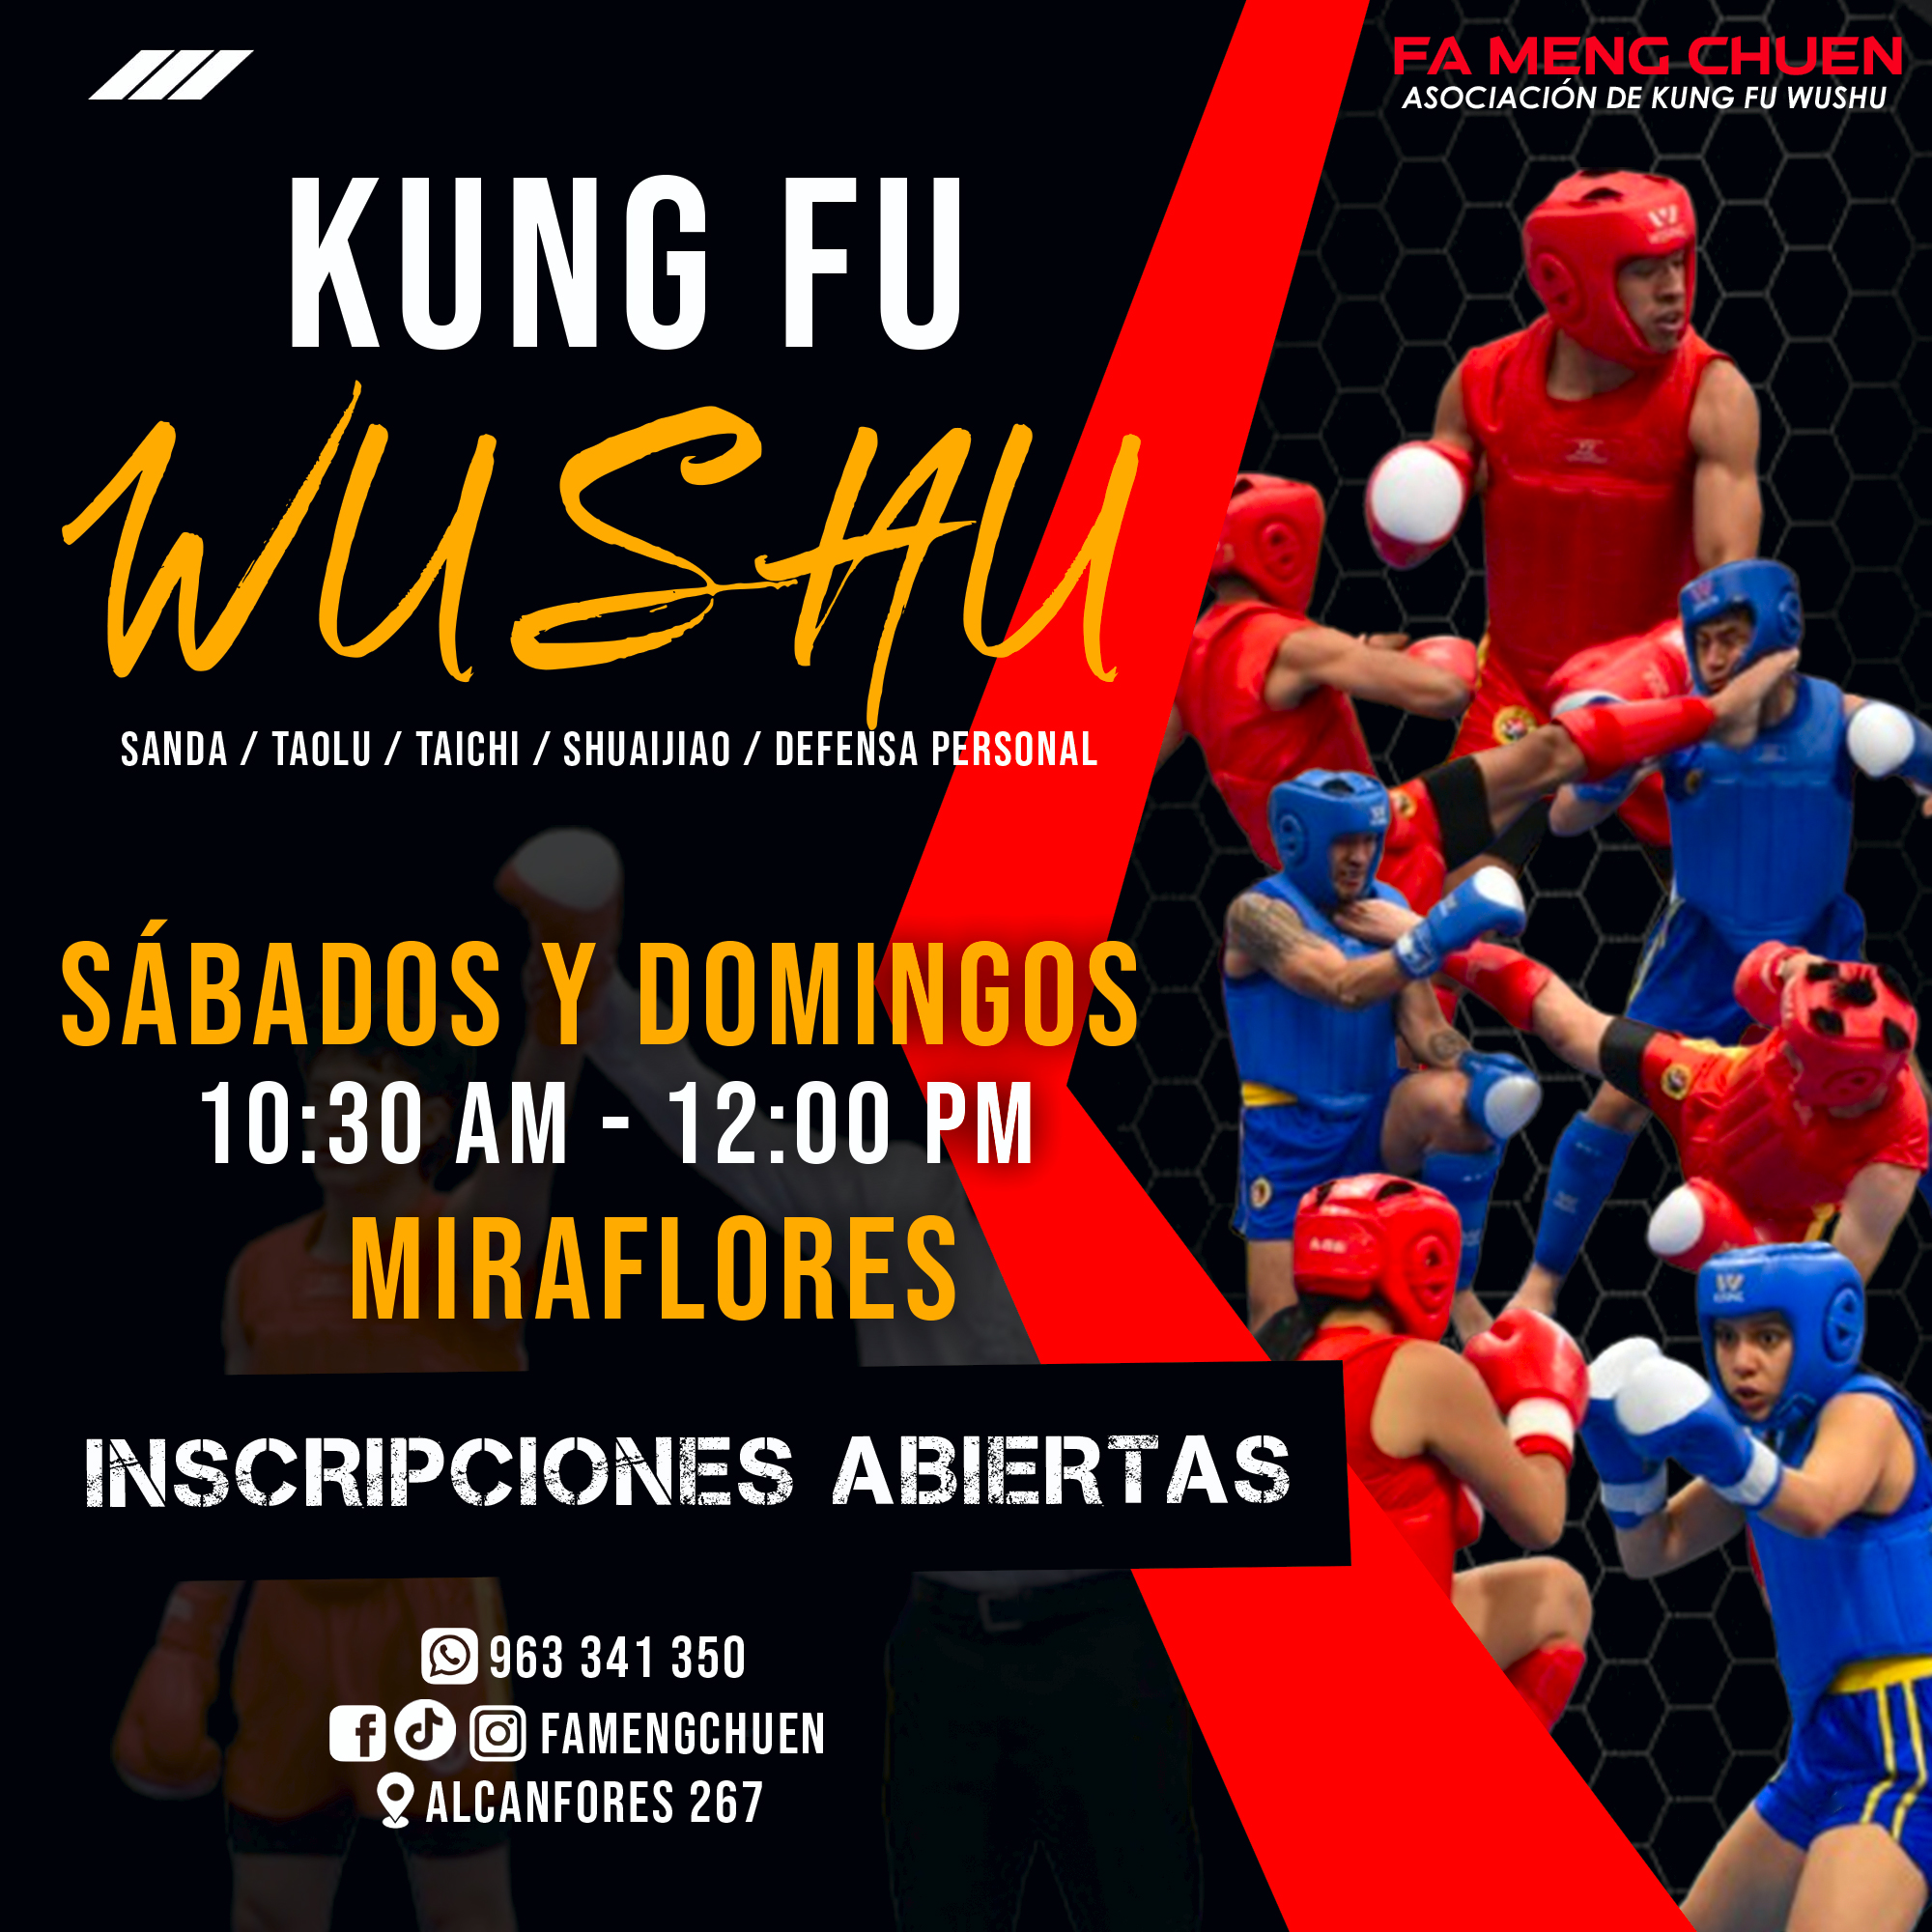 FA MENG CHUEN
ASOCIACIÓN DE KUNG FU WUSHU
KUNG FU
WUSHU
SANDA / TAOLU / TAICHI / SHUAIJIAO / DEFENSA PERSONAL
SÁBADOS Y DOMINGOS
10:30 AM - 12:00 PM
MIRAFLORES
INSCRIPCIONES ABIERTAS
963 341 350
FAMENGCHUEN
ALCANFORES 267